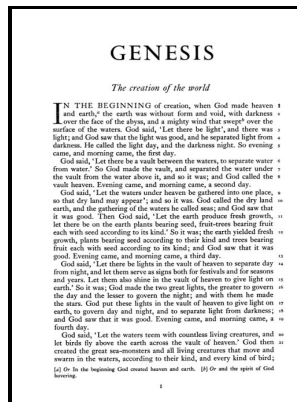 GENESIS
The creation of the world
IN THE BEGINNING of creation, when God made heaven 1
and earth,ᵃ the earth was without form and void, with darkness 2
over the face of the abyss, and a mighty wind that sweptᵇ over the
surface of the waters. God said, 'Let there be light', and there was 3
light; and God saw that the light was good, and he separated light from 4
darkness. He called the light day, and the darkness night. So evening 5
came, and morning came, the first day.
God said, 'Let there be a vault between the waters, to separate water 6
from water.' So God made the vault, and separated the water under 7
the vault from the water above it, and so it was; and God called the 8
vault heaven. Evening came, and morning came, a second day.
God said, 'Let the waters under heaven be gathered into one place, 9
so that dry land may appear'; and so it was. God called the dry land 10
earth, and the gathering of the waters he called seas; and God saw that
it was good. Then God said, 'Let the earth produce fresh growth, 11
let there be on the earth plants bearing seed, fruit-trees bearing fruit
each with seed according to its kind.' So it was; the earth yielded fresh 12
growth, plants bearing seed according to their kind and trees bearing
fruit each with seed according to its kind; and God saw that it was
good. Evening came, and morning came, a third day. 13
God said, 'Let there be lights in the vault of heaven to separate day 14
from night, and let them serve as signs both for festivals and for seasons
and years. Let them also shine in the vault of heaven to give light on 15
earth.' So it was; God made the two great lights, the greater to govern 16
the day and the lesser to govern the night; and with them he made
the stars. God put these lights in the vault of heaven to give light on 17
earth, to govern day and night, and to separate light from darkness; 18
and God saw that it was good. Evening came, and morning came, a 19
fourth day.
God said, 'Let the waters teem with countless living creatures, and 20
let birds fly above the earth across the vault of heaven.' God then 21
created the great sea-monsters and all living creatures that move and
swarm in the waters, according to their kind, and every kind of bird;
[a] Or In the beginning God created heaven and earth. [b] Or and the spirit of God
hovering.
1